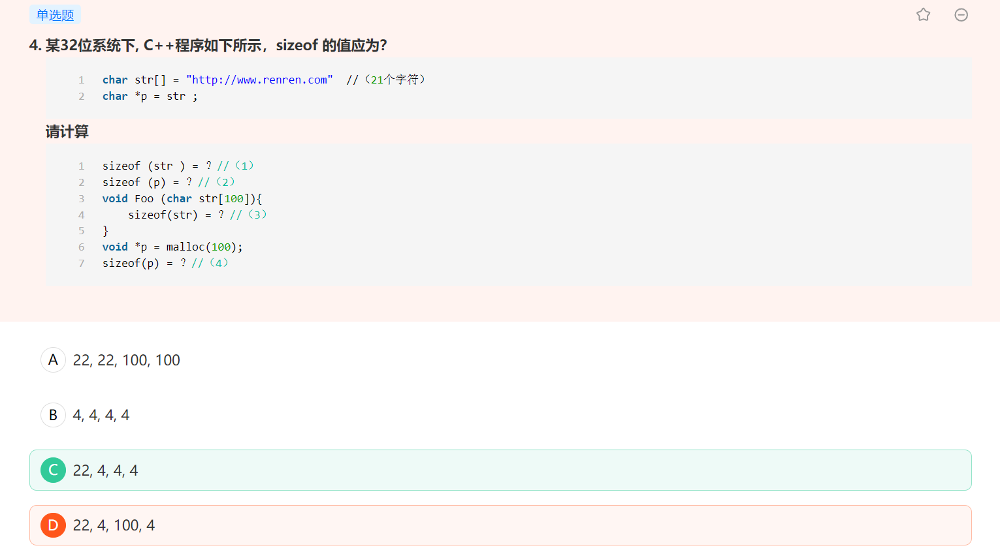 单选题
4. 某32位系统下, C++程序如下所示，sizeof 的值应为?
1 char str[] = "http://www.renren.com" //（21个字符）
2 char *p = str ;
请计算
1 sizeof (str ) = ？//（1）
2 sizeof (p) = ？//（2）
3 void Foo (char str[100]){
4 sizeof(str) = ？//（3）
5 }
6 void *p = malloc(100);
7 sizeof(p) = ？//（4）
A 22, 22, 100, 100
B 4, 4, 4, 4
C 22, 4, 4, 4
D 22, 4, 100, 4